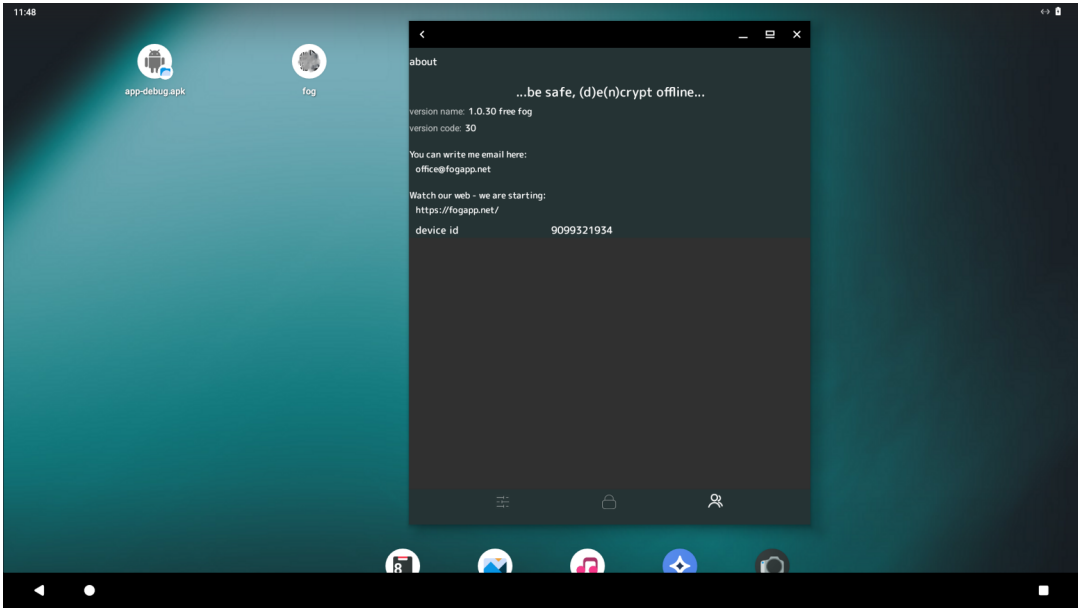 11:48
app-debug.apk
fog
about
...be safe, (d)e(n)crypt offline...
version name: 1.0.30 free fog
version code: 30
You can write me email here:
office@fogapp.net
Watch our web - we are starting:
https://fogapp.net/
device id 9099321934
8